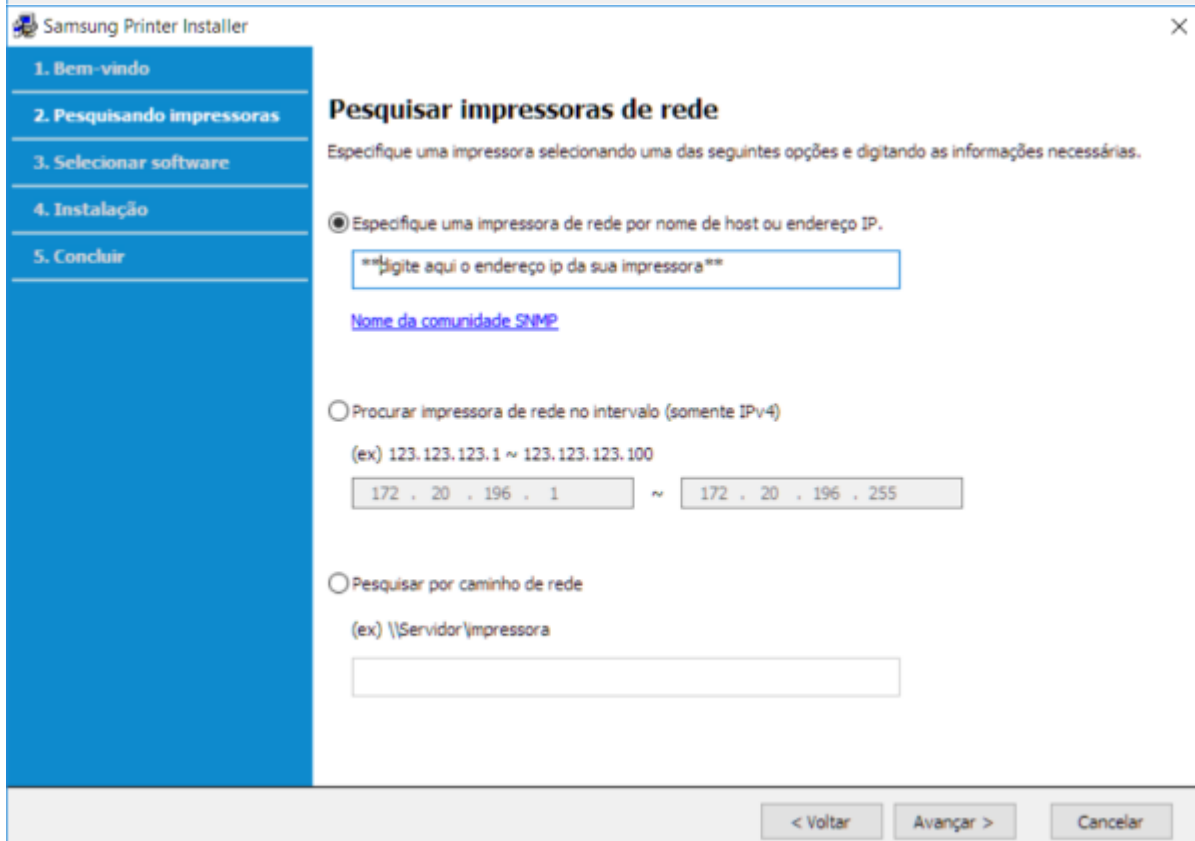 Samsung Printer Installer
1. Bem-vindo
2. Pesquisando impressoras
3. Selecionar software
4. Instalação
5. Concluir
Pesquisar impressoras de rede
Especifique uma impressora selecionando uma das seguintes opções e digitando as informações necessárias.
Especifique uma impressora de rede por nome de host ou endereço IP.
**digite aqui o endereço ip da sua impressora**
Nome da comunidade SNMP
Procurar impressora de rede no intervalo (somente IPv4)
(ex) 123.123.123.1 ~ 123.123.123.100
172 . 20 . 196 . 1 ~ 172 . 20 . 196 . 255
Pesquisar por caminho de rede
(ex) \\Servidor\impressora
< Voltar Avançar > Cancelar